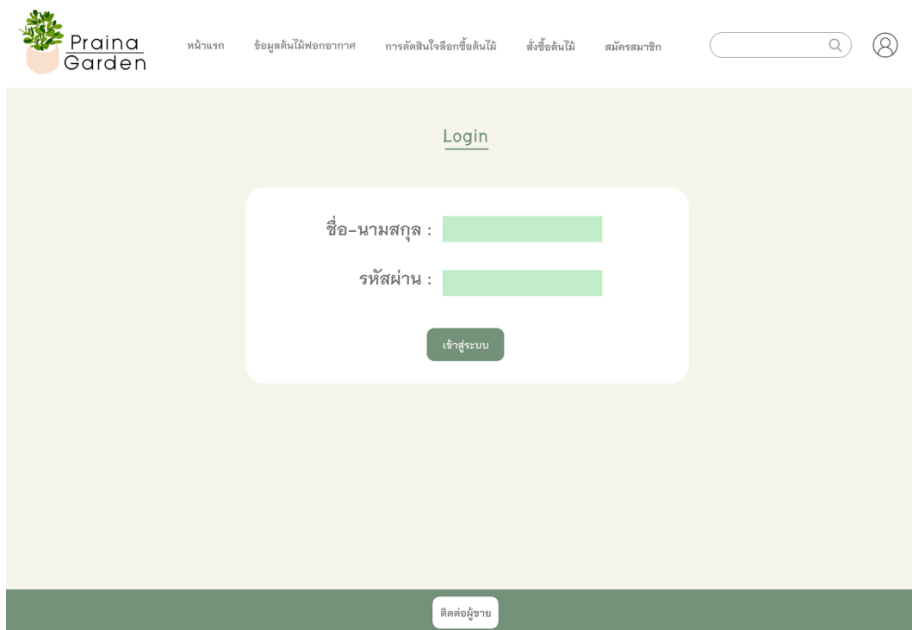 Praina
Garden
หน้าแรก ข้อมูลต้นไม้ฟอกอากาศ การตัดสินใจลือกซื้อต้นไม้ สั่งซื้อต้นไม้ สมัครสมาชิก
Login
ชื่อ-นามสกุล :
รหัสผ่าน :
เข้าสู่ระบบ
ติดต่อผู้ขาย